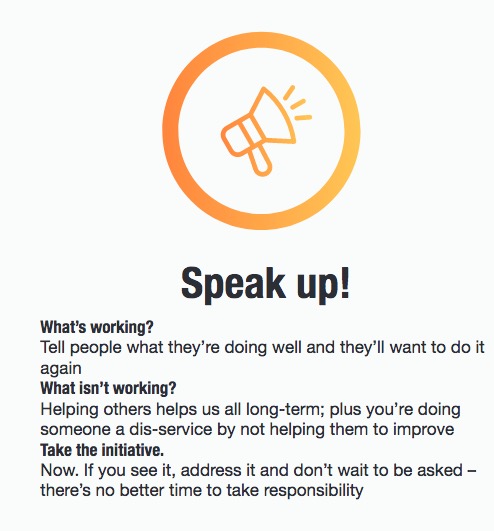 Speak up!
What's working?
Tell people what they're doing well and they'll want to do it
again
What isn't working?
Helping others helps us all long-term; plus you're doing
someone a dis-service by not helping them to improve
Take the initiative.
Now. If you see it, address it and don't wait to be asked –
there's no better time to take responsibility